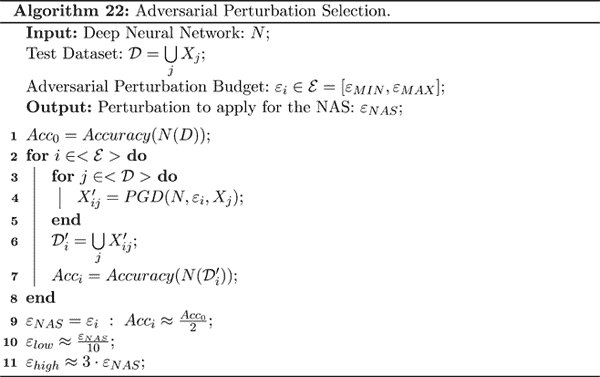 Algorithm 22: Adversarial Perturbation Selection.
Input: Deep Neural Network: N;
Test Dataset: 𝒟 = ⋃_j X_j;
Adversarial Perturbation Budget: ε_i ∈ ℰ = [ε_MIN, ε_MAX];
Output: Perturbation to apply for the NAS: ε_NAS;
1 Acc_0 = Accuracy(N(D));
2 for i ∈< ℰ > do
3 for j ∈< 𝒟 > do
4 X′_ij = PGD(N, ε_i, X_j);
5 end
6 𝒟′_i = ⋃_j X′_ij;
7 Acc_i = Accuracy(N(𝒟′_i));
8 end
9 ε_NAS = ε_i : Acc_i ≈ Acc_0/2;
10 ε_low ≈ ε_NAS/10;
11 ε_high ≈ 3 · ε_NAS;